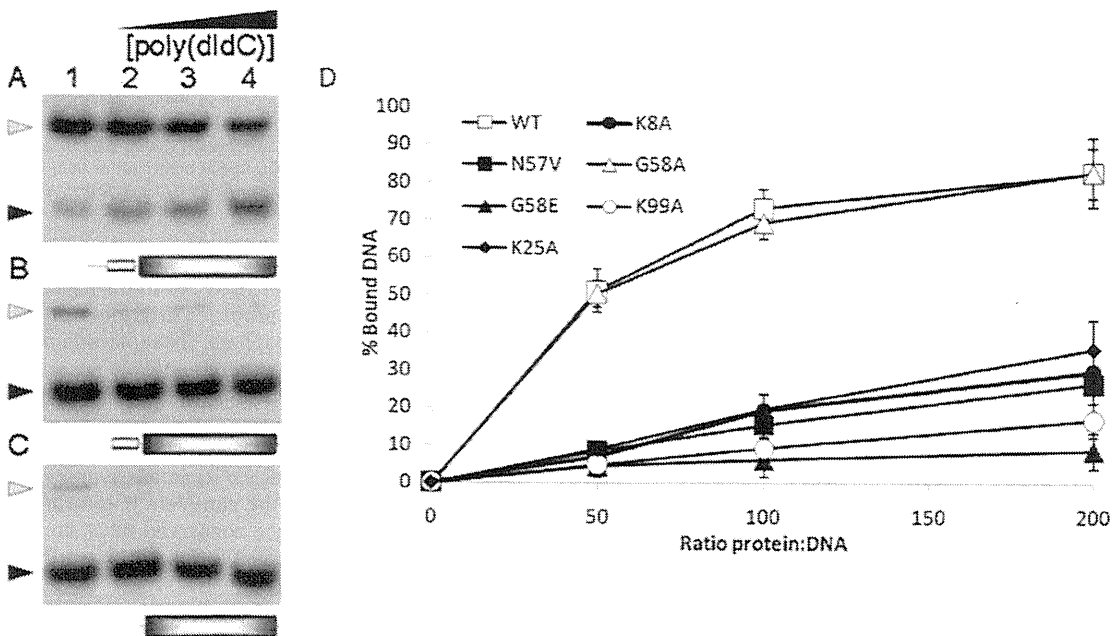 [poly(dIdC)]
A 1 2 3 4
B
C
D
100
90
80
70
60
50
40
30
20
10
0
% Bound DNA
WT
K8A
N57V
G58A
G58E
K99A
K25A
0 50 100 150 200
Ratio protein:DNA